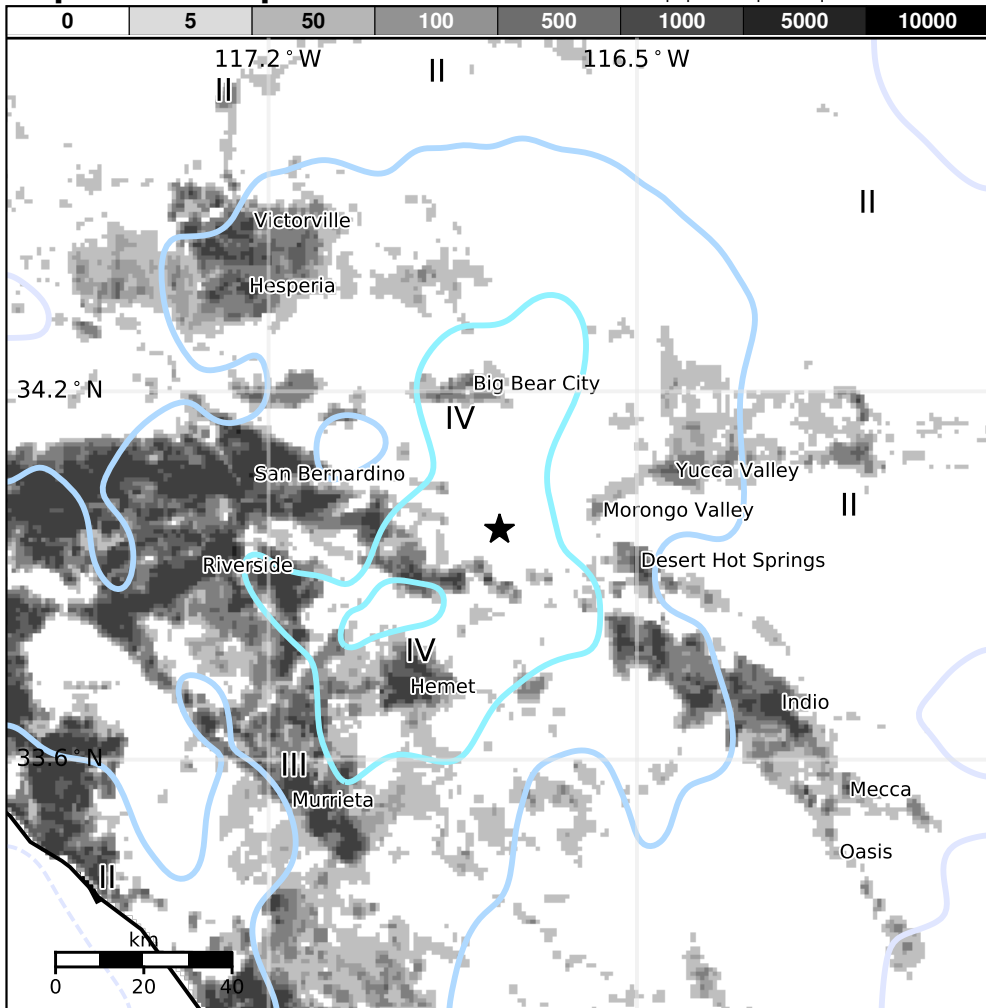 0 5 50 100 500 1000 5000 10000
117.2°W 116.5°W
II
II
II
Victorville
Hesperia
34.2°N
Big Bear City
IV
San Bernardino
Yucca Valley
II
Morongo Valley
Riverside
Desert Hot Springs
IV
Hemet
Indio
33.6°N
III
Murrieta
Mecca
Oasis
II
km
0 20 40